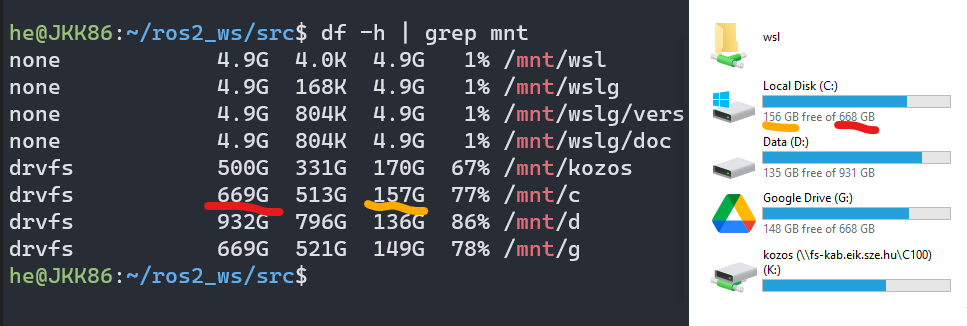 he@JKK86:~/ros2_ws/src$ df -h | grep mnt
none 4.9G 4.0K 4.9G 1% /mnt/wsl
none 4.9G 168K 4.9G 1% /mnt/wslg
none 4.9G 804K 4.9G 1% /mnt/wslg/vers
none 4.9G 804K 4.9G 1% /mnt/wslg/doc
drvfs 500G 331G 170G 67% /mnt/kozos
drvfs 669G 513G 157G 77% /mnt/c
drvfs 932G 796G 136G 86% /mnt/d
drvfs 669G 521G 149G 78% /mnt/g
he@JKK86:~/ros2_ws/src$
wsl
Local Disk (C:)
156 GB free of 668 GB
Data (D:)
135 GB free of 931 GB
Google Drive (G:)
148 GB free of 668 GB
kozos (\\fs-kab.eik.sze.hu\C100)
(K:)